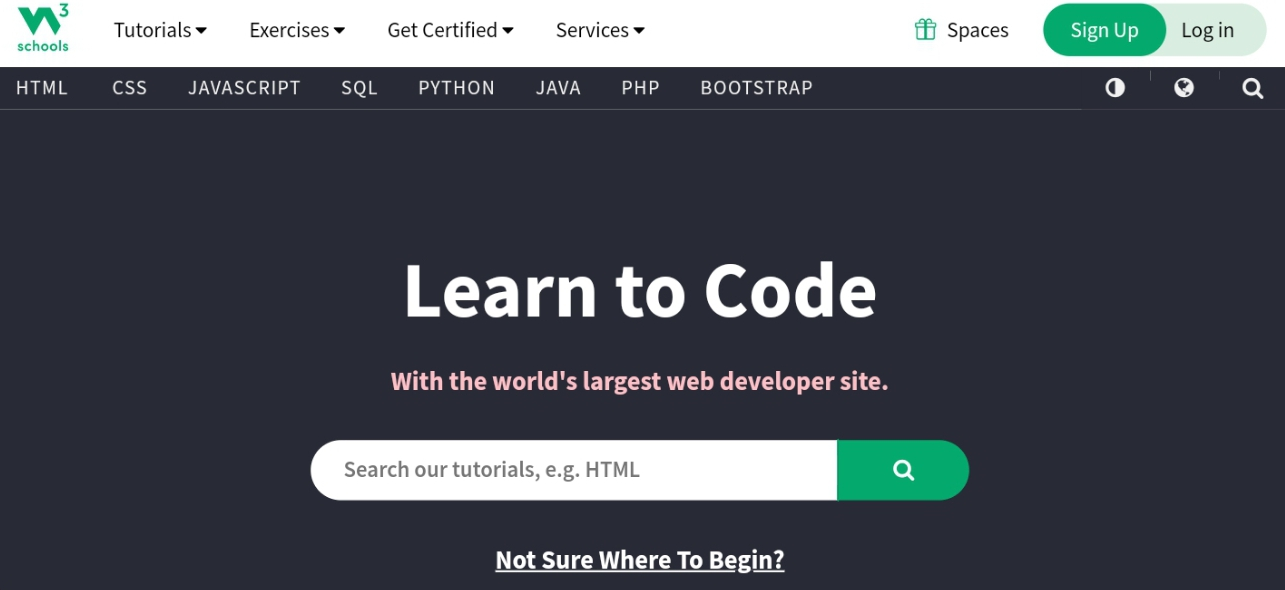 W3
schools
Tutorials Exercises Get Certified Services Spaces Sign Up Log in
HTML CSS JAVASCRIPT SQL PYTHON JAVA PHP BOOTSTRAP
Learn to Code
With the world's largest web developer site.
Search our tutorials, e.g. HTML
Not Sure Where To Begin?